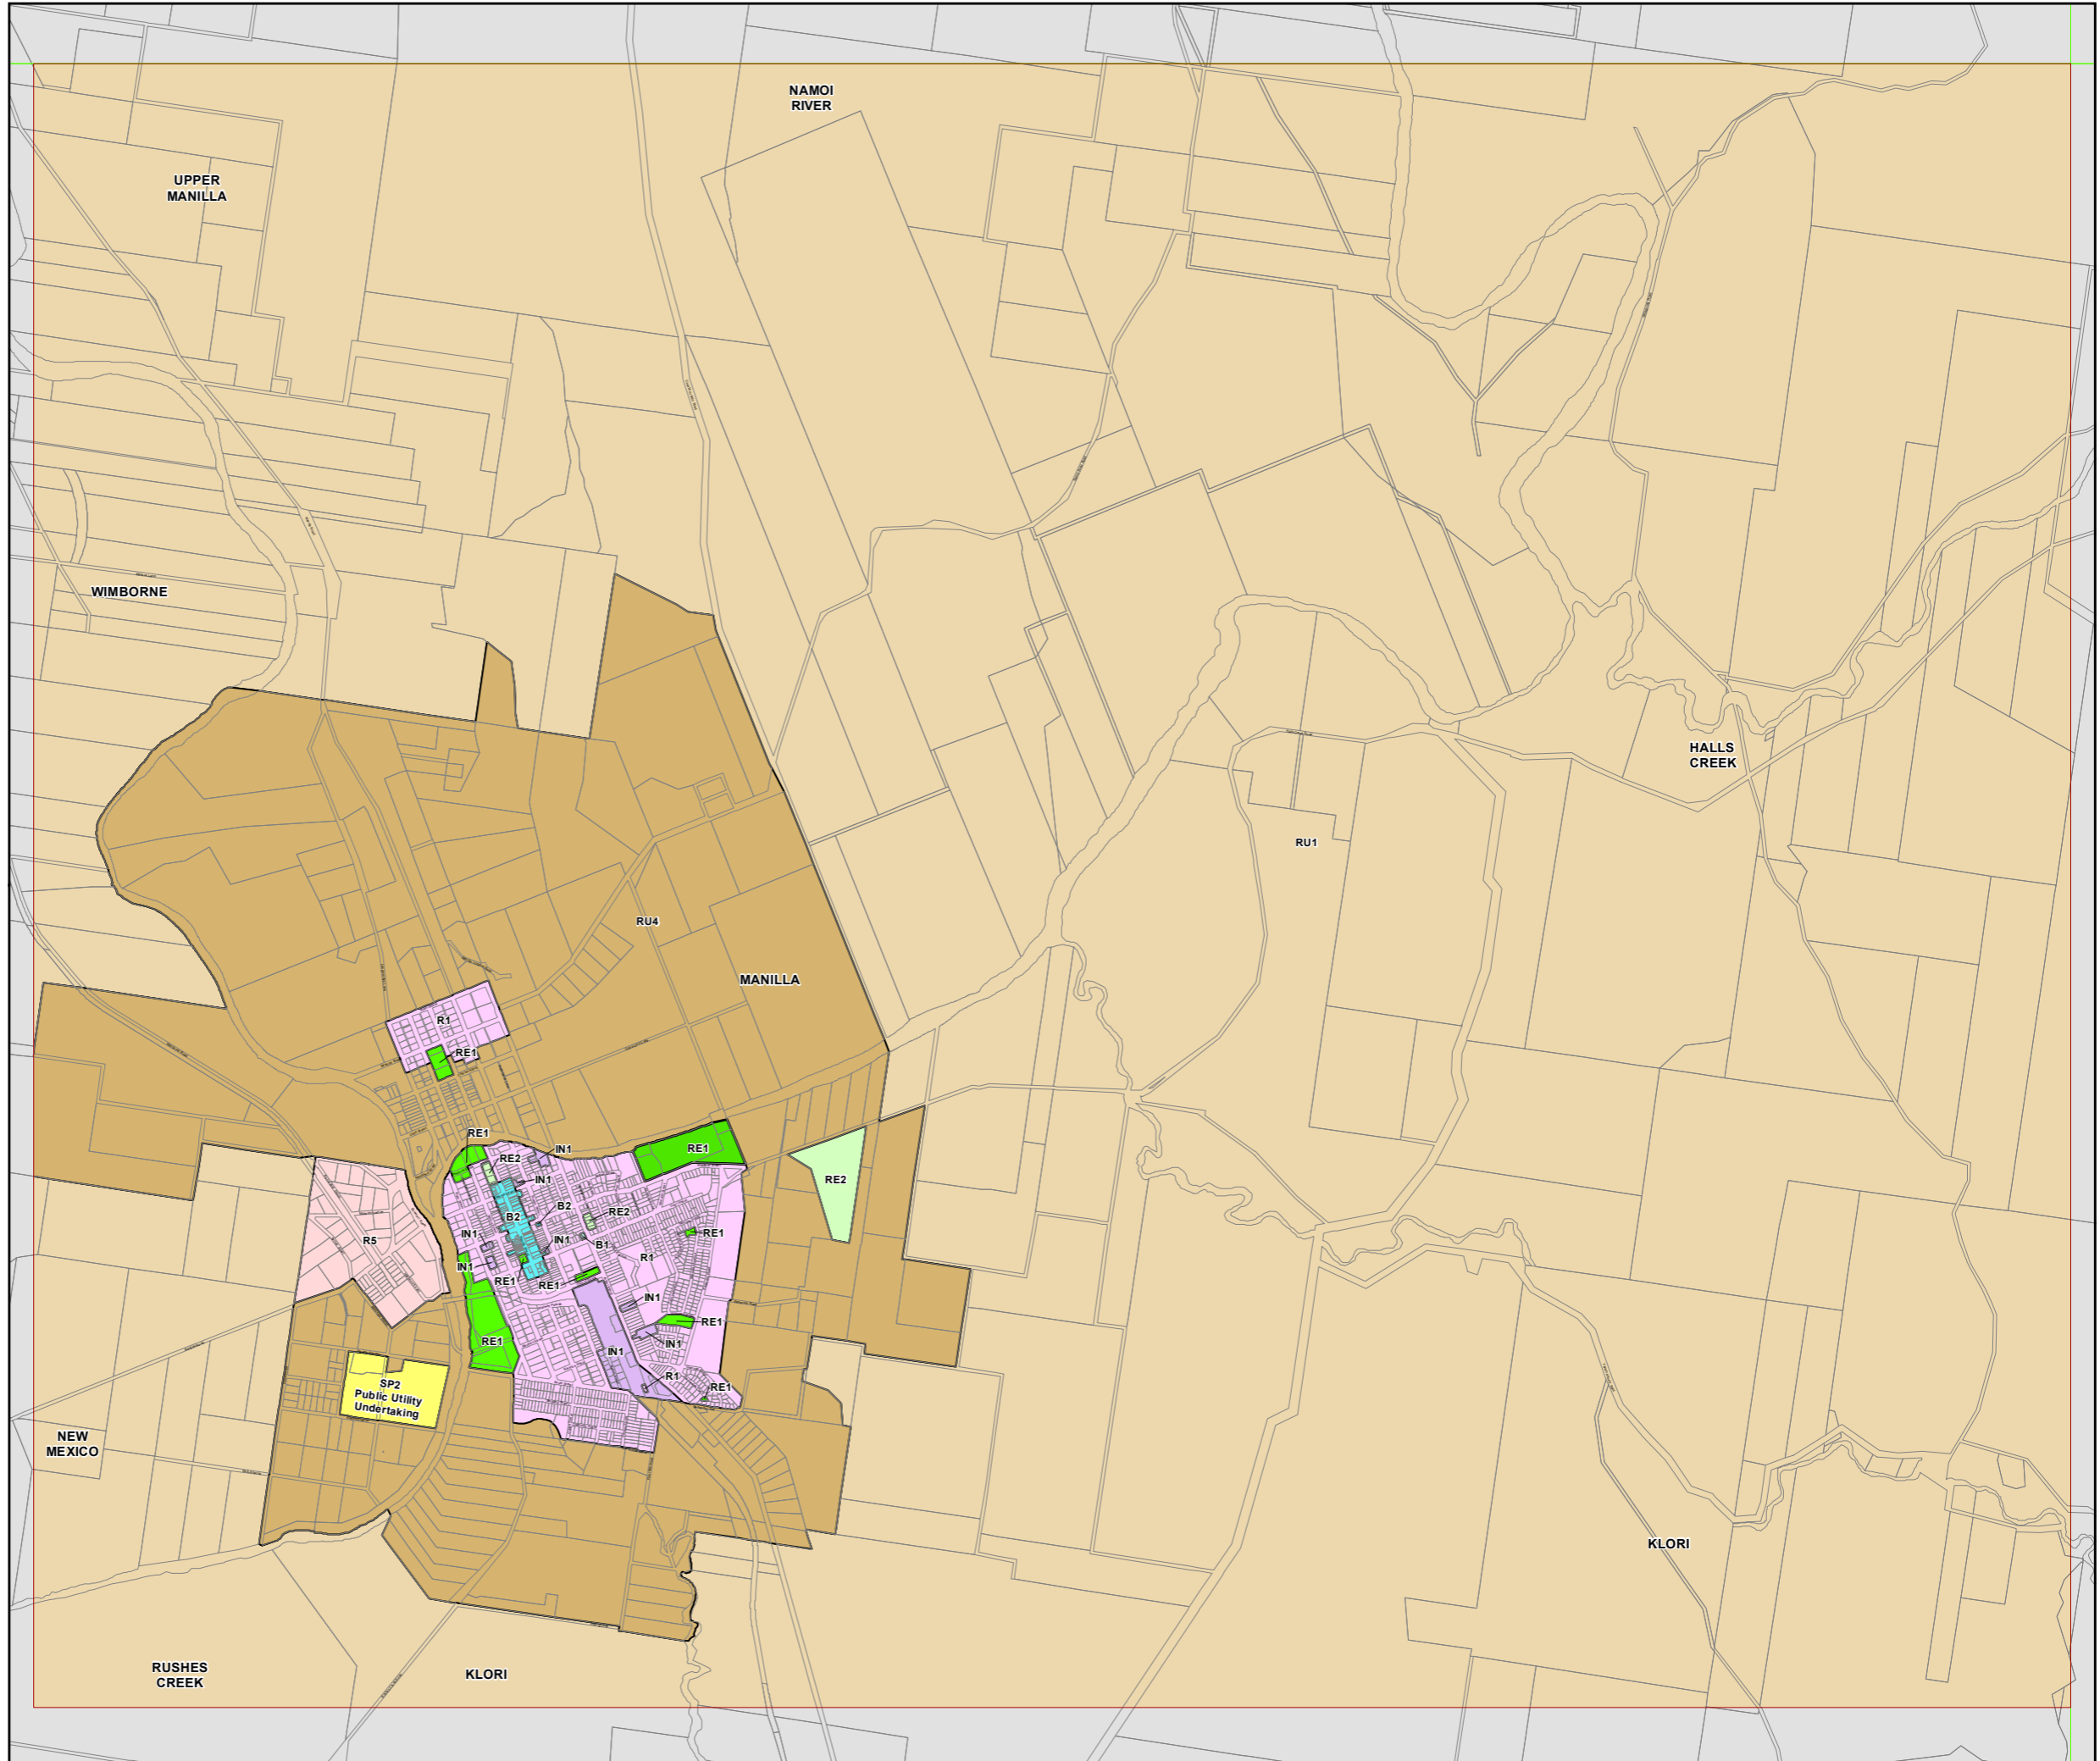 NAMOI
RIVER
UPPER
MANILLA
WIMBORNE
HALLS
CREEK
RU1
RU4
MANILLA
R1
RE1
RE1
IN1
RE1
RE2
RE2
IN1
B2
RE2
B2
IN1
IN1
B1
RE1
R5
R1
IN1
RE1
RE1
IN1
RE1
RE1
IN1
IN1
R1
SP2
Public Utility
Undertaking
RE1
NEW
MEXICO
KLORI
RUSHES
CREEK
KLORI